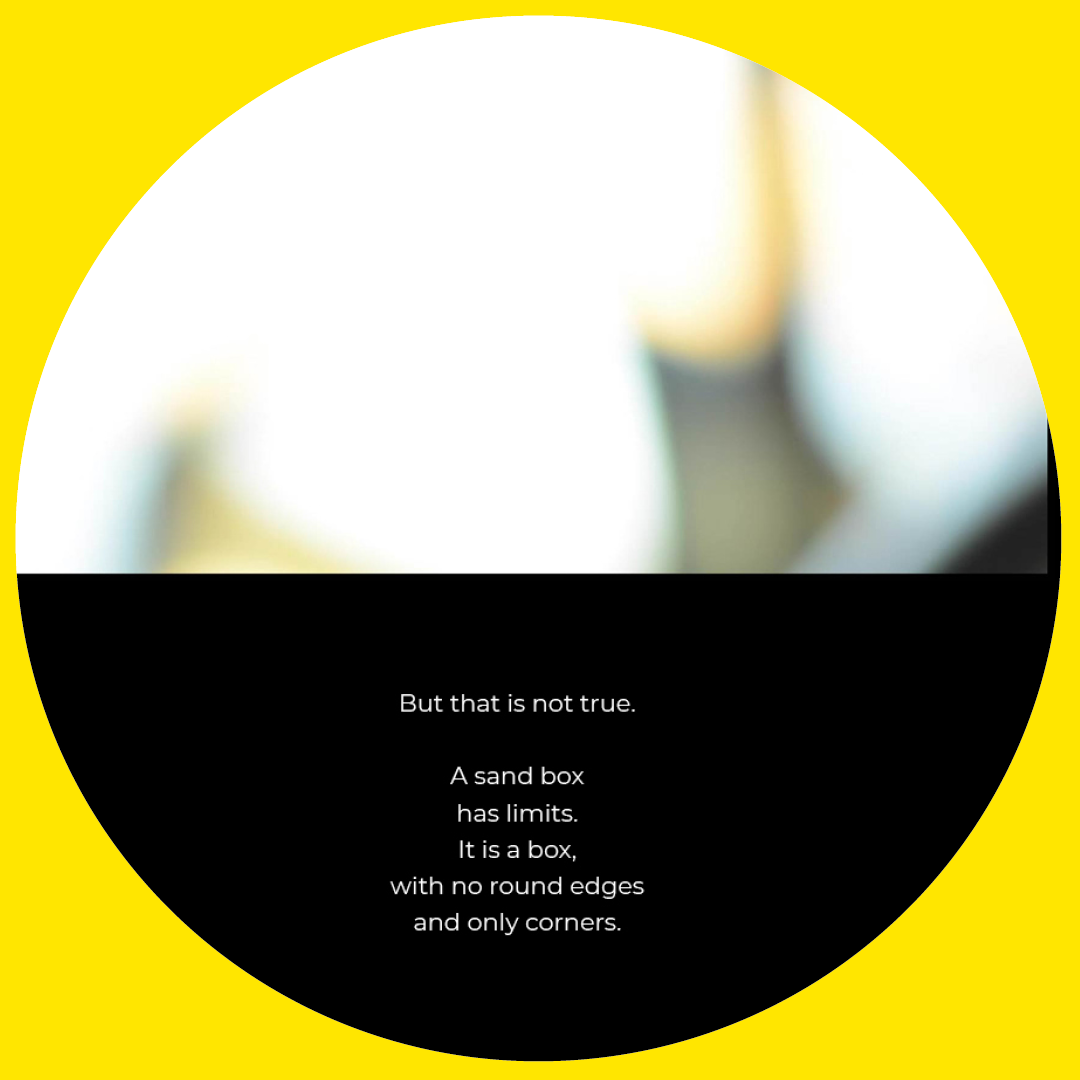 But that is not true.
A sand box
has limits.
It is a box,
with no round edges
and only corners.